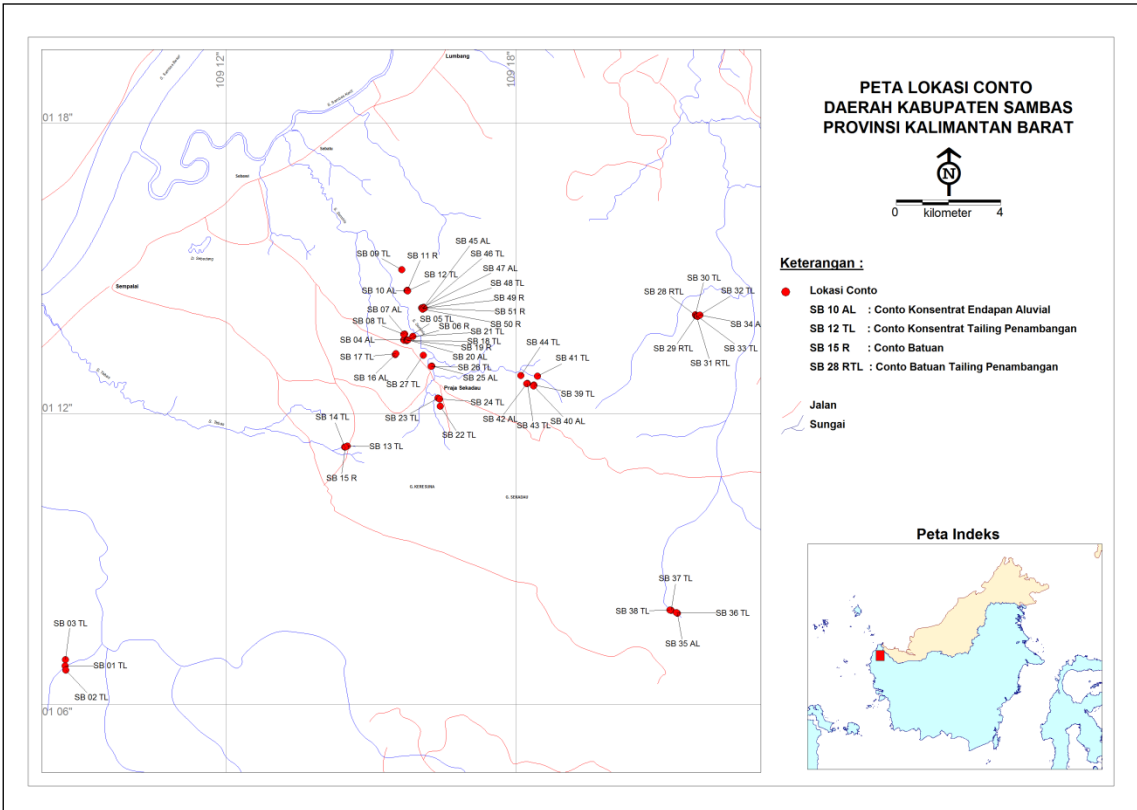 109 12"
109 18"
Lumbang
01 18"
Sebatu
Sebawi
Sempalai
SB 45 AL
SB 46 TL
SB 47 AL
SB 48 TL
SB 49 R
SB 51 R
SB 50 R
SB 09 TL
SB 11 R
SB 12 TL
SB 10 AL
SB 07 AL
SB 08 TL
SB 05 TL
SB 06 R
SB 21 TL
SB 04 AL
SB 18 TL
SB 19 R
SB 20 AL
SB 17 TL
SB 26 TL
SB 16 AL
SB 25 AL
SB 27 TL
Praja Sekadau
SB 24 TL
SB 23 TL
SB 22 TL
SB 44 TL
SB 41 TL
SB 39 TL
SB 42 AL
SB 43 TL
SB 40 AL
SB 30 TL
SB 28 RTL
SB 32 TL
SB 34 A
SB 29 RTL
SB 33 TL
SB 31 RTL
01 12"
S. Tebas
SB 14 TL
SB 13 TL
SB 15 R
SB 37 TL
SB 38 TL
SB 36 TL
SB 35 AL
SB 03 TL
SB 01 TL
SB 02 TL
01 06"
PETA LOKASI CONTO
DAERAH KABUPATEN SAMBAS
PROVINSI KALIMANTAN BARAT
N
0 kilometer 4
Keterangan :
Lokasi Conto
SB 10 AL : Conto Konsentrat Endapan Aluvial
SB 12 TL : Conto Konsentrat Tailing Penambangan
SB 15 R : Conto Batuan
SB 28 RTL : Conto Batuan Tailing Penambangan
Jalan
Sungai
Peta Indeks